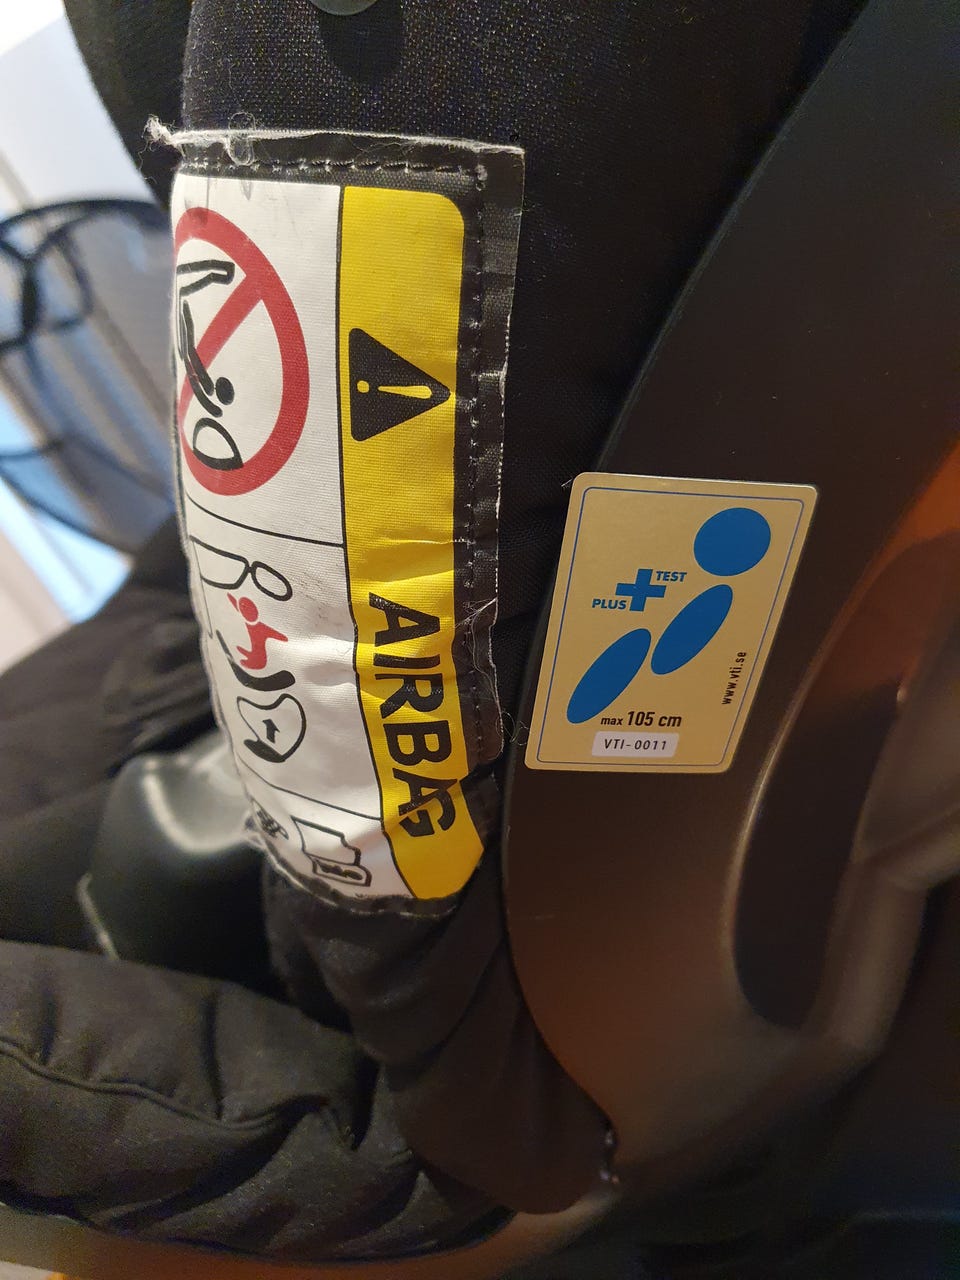 AIRBAG
PLUS TEST
max 105 cm
VTI-0011
www.vti.se